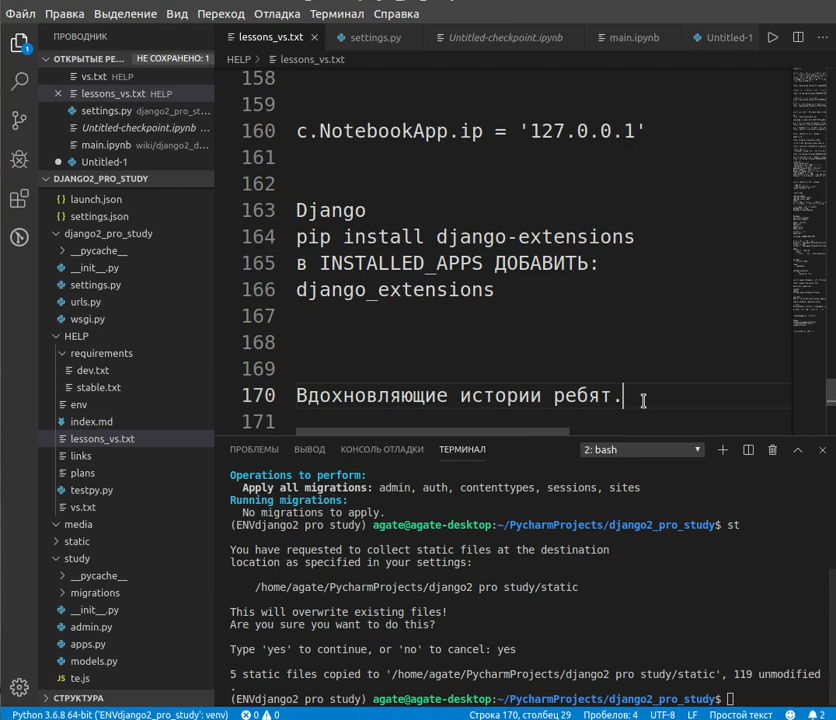 Файл Правка Выделение Вид Переход Отладка Терминал Справка
ПРОВОДНИК
lessons_vs.txt settings.py Untitled-checkpoint.ipynb main.ipynb Untitled-1
ОТКРЫТЫЕ РЕ... НЕ СОХРАНЕНО: 1
HELP > lessons_vs.txt
vs.txt HELP
lessons_vs.txt HELP
settings.py django2_pro_st...
Untitled-checkpoint.ipynb ...
main.ipynb wiki/django2_d...
Untitled-1
DJANGO2_PRO_STUDY
launch.json
settings.json
django2_pro_study
__pycache__
__init__.py
settings.py
urls.py
wsgi.py
HELP
requirements
dev.txt
stable.txt
env
index.md
lessons_vs.txt
links
plans
testpy.py
vs.txt
media
static
study
__pycache__
migrations
__init__.py
admin.py
apps.py
models.py
te.js
СТРУКТУРА
1
158
159
160 c.NotebookApp.ip = '127.0.0.1'
161
162
163 Django
164 pip install django-extensions
165 в INSTALLED_APPS ДОБАВИТЬ:
166 django_extensions
167
168
169
170 Вдохновляющие истории ребят.
171
ПРОБЛЕМЫ ВЫВОД КОНСОЛЬ ОТЛАДКИ ТЕРМИНАЛ 2: bash
Operations to perform:
Apply all migrations: admin, auth, contenttypes, sessions, sites
Running migrations:
No migrations to apply.
(ENVdjango2 pro study) agate@agate-desktop:~/PycharmProjects/django2_pro_study$ st
You have requested to collect static files at the destination
location as specified in your settings:
/home/agate/PycharmProjects/django2 pro study/static
This will overwrite existing files!
Are you sure you want to do this?
Type 'yes' to continue, or 'no' to cancel: yes
5 static files copied to '/home/agate/PycharmProjects/django2 pro study/static', 119 unmodified
.
(ENVdjango2 pro study) agate@agate-desktop:~/PycharmProjects/django2_pro_study$
Python 3.6.8 64-bit ('ENVdjango2_pro_study': venv) 0 0 Строка 170, столбец 29 Пробелов: 4 UTF-8 LF Простой текст 2